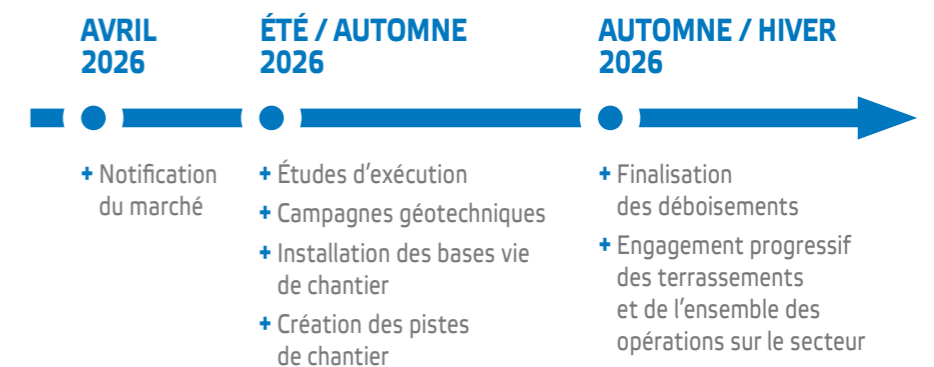 AVRIL
2026
+ Notification
du marché
ÉTÉ / AUTOMNE
2026
+ Études d’exécution
+ Campagnes géotechniques
+ Installation des bases vie
de chantier
+ Création des pistes
de chantier
AUTOMNE / HIVER
2026
+ Finalisation
des déboisements
+ Engagement progressif
des terrassements
et de l’ensemble des
opérations sur le secteur